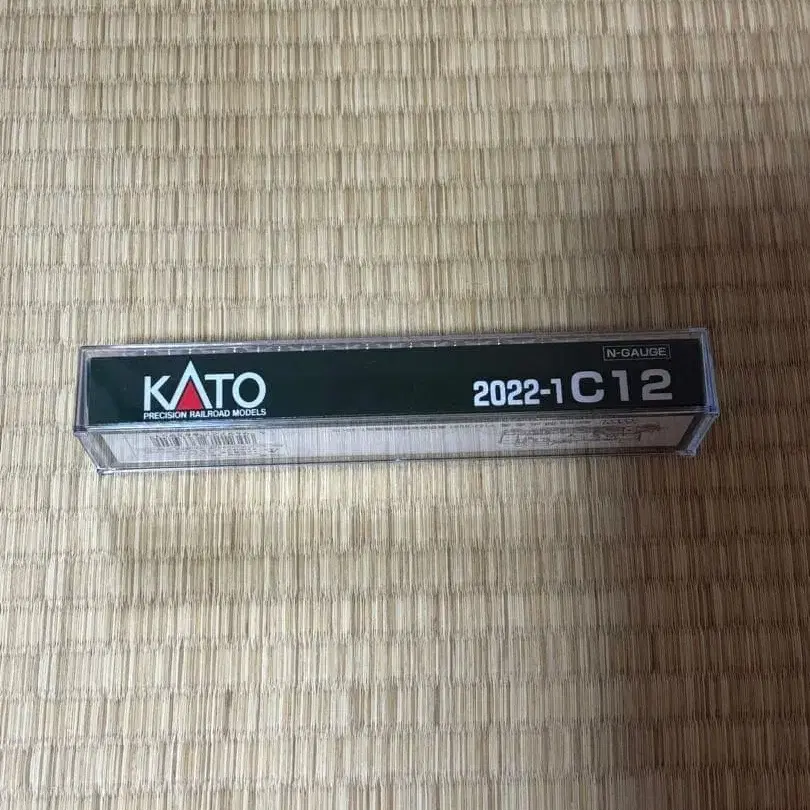 KATO
PRECISION RAILROAD MODELS
N-GAUGE
2022-1 C12